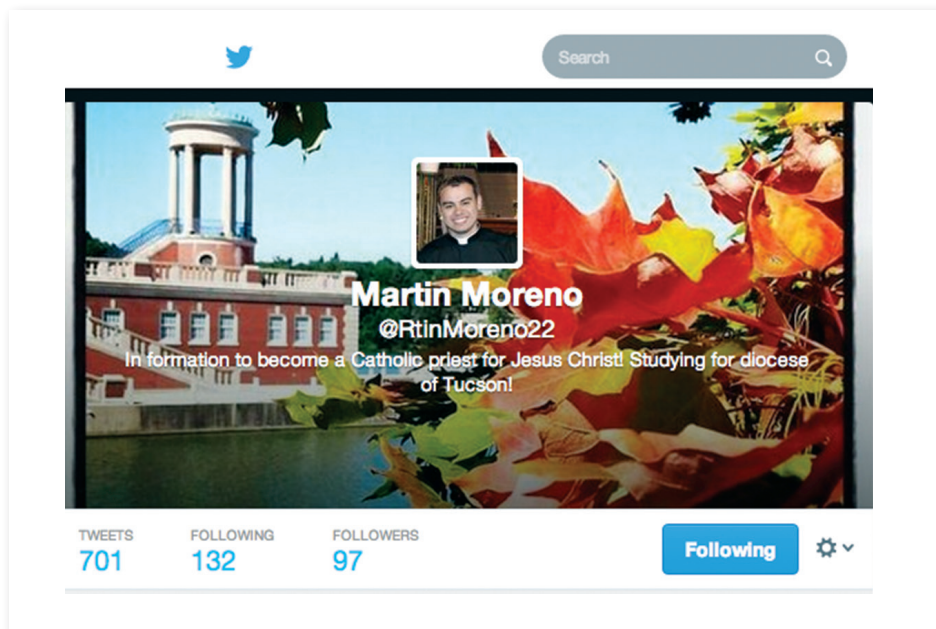 Search
Martin Moreno
@RtinMoreno22
In formation to become a Catholic priest for Jesus Christ! Studying for diocese
of Tucson!
TWEETS FOLLOWING FOLLOWERS
701 132 97
Following